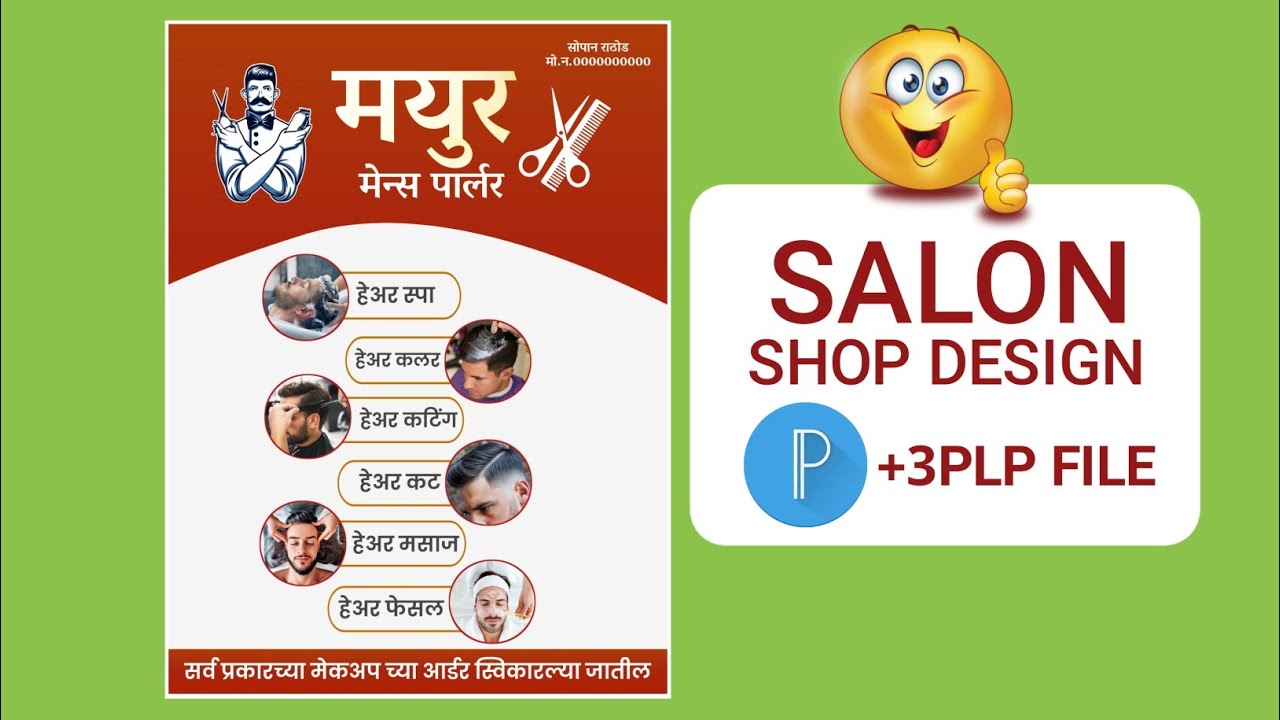 सोपान राठोड
मो.न.0000000000
मयुर
मेन्स पार्लर
हेअर स्पा
हेअर कलर
हेअर कटिंग
हेअर कट
हेअर मसाज
हेअर फेसल
सर्व प्रकारच्या मेकअप च्या आर्डर स्विकारल्या जातील
SALON
SHOP DESIGN
P +3PLP FILE